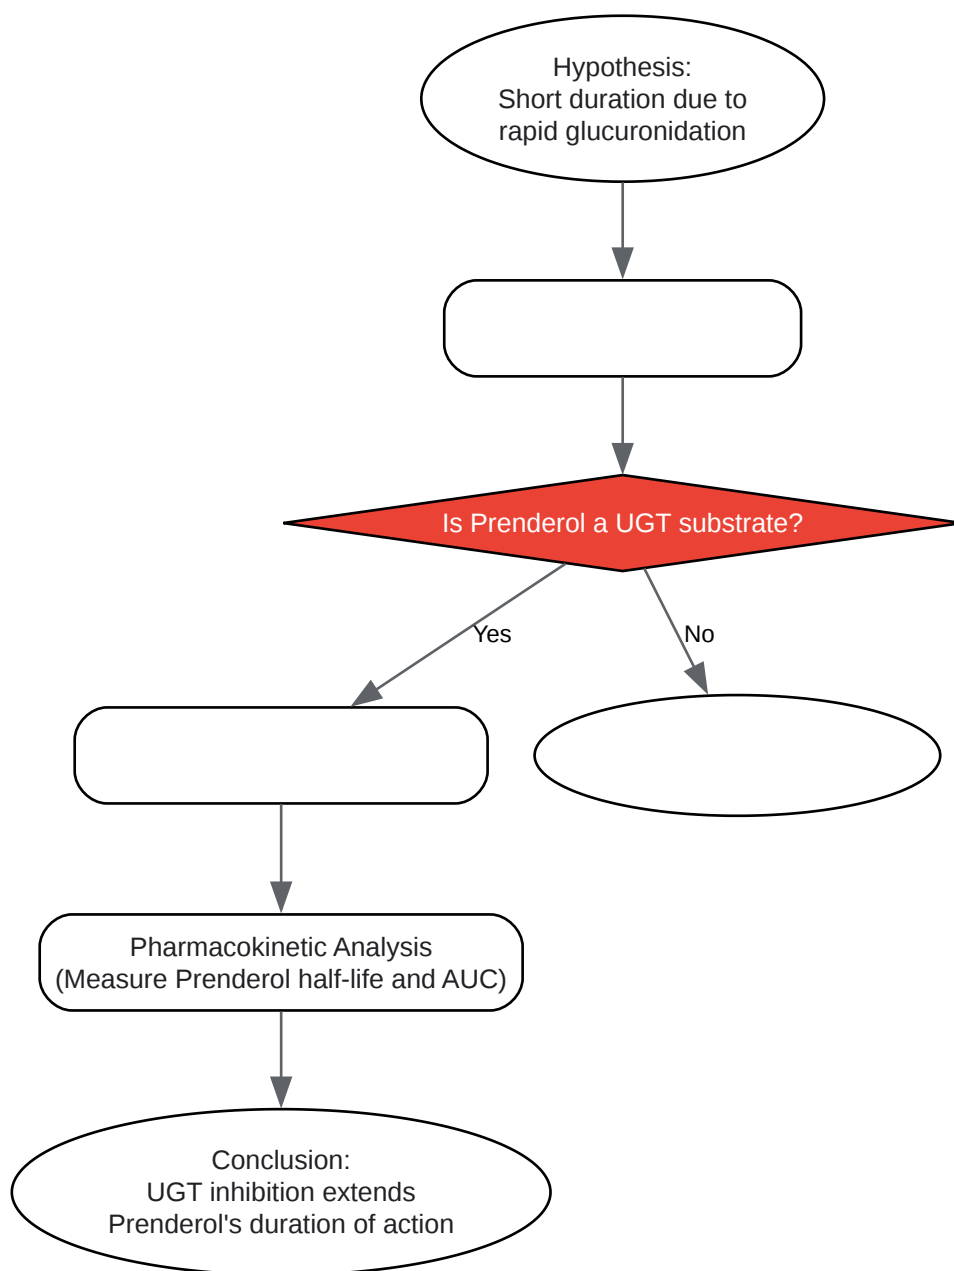 Hypothesis:
Short duration due to
rapid glucuronidation
Is Prenderol a UGT substrate?
Yes
No
Pharmacokinetic Analysis
(Measure Prenderol half-life and AUC)
Conclusion:
UGT inhibition extends
Prenderol's duration of action